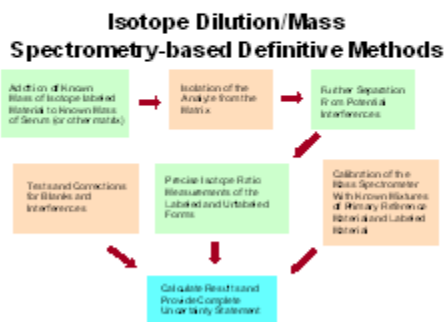 Isotope Dilution/Mass
Spectrometry-based Definitive Methods
Addition of Known
Mass of Isotope labeled
Material to Known Mass
of Serum (or other matrix)
Isolation of the
Analyte from the
Matrix
Further Separation
From Potential
Interferences
Tests and Corrections
for Blanks and
Interferences
Precise Isotope Ratio
Measurements of the
Labeled and Unlabeled
Forms
Calibration of the
Mass Spectrometer
With Known Mixtures
of Primary Reference
Material and Labeled
Material
Calculate Results and
Provide Complete
Uncertainty Statement